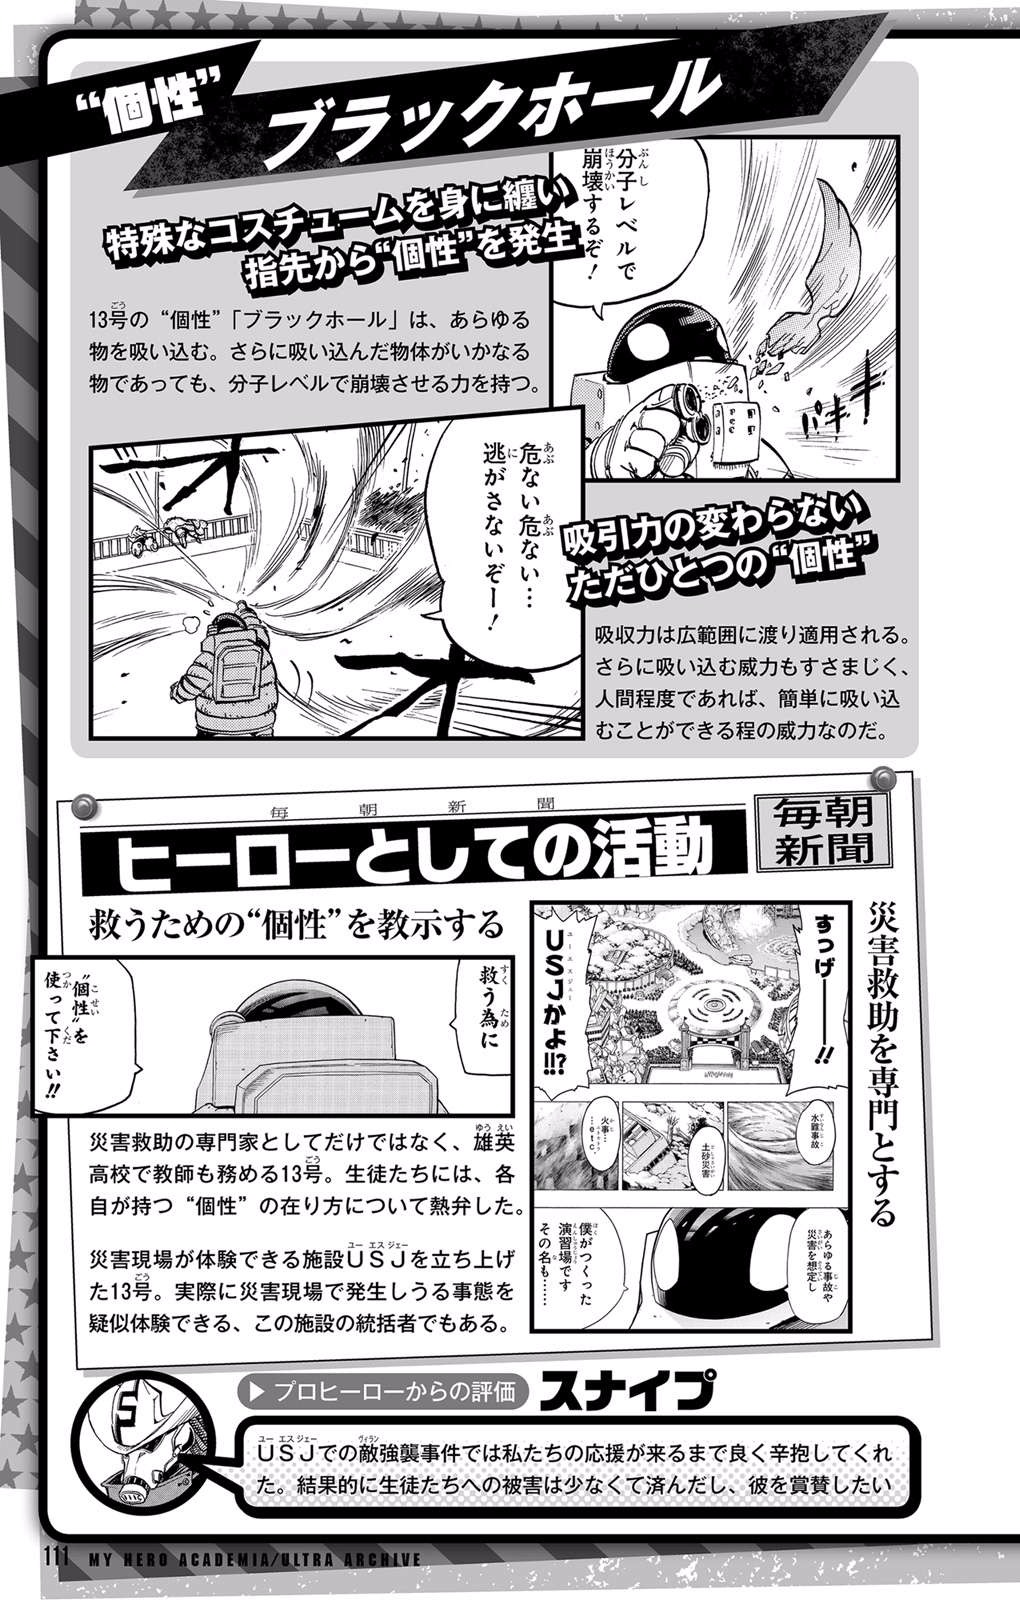 “個性”
ブラックホール
特殊なコスチュームを身に纏い
指先から“個性”を発生
13号の“個性”「ブラックホール」は、あらゆる
物を吸い込む。さらに吸い込んだ物体がいかなる
物であっても、分子レベルで崩壊させる力を持つ。
分子レベルで
崩壊するぞ!
危ない危ない…
逃がさないぞー!
吸引力の変わらない
ただひとつの“個性”
吸収力は広範囲に渡り適用される。
さらに吸い込む威力もすさまじく、
人間程度であれば、簡単に吸い込
むことができる程の威力なのだ。
毎朝新聞
毎朝
新聞
ヒーローとしての活動
災害救助を専門とする
救うための“個性”を教示する
救う為に
“個性”を
使って下さい!!
すっげーーー!!
USJかよ!!?
水難事故
土砂災害
火事…
…etc.
あらゆる事故や
災害を想定し
僕がつくった
演習場です
その名も……
災害救助の専門家としてだけではなく、雄英
高校で教師も務める13号。生徒たちには、各
自が持つ“個性”の在り方について熱弁した。
災害現場が体験できる施設USJを立ち上げ
た13号。実際に災害現場で発生しうる事態を
疑似体験できる、この施設の統括者でもある。
▶プロヒーローからの評価
スナイプ
USJでの敵強襲事件では私たちの応援が来るまで良く辛抱してくれ
た。結果的に生徒たちへの被害は少なくて済んだし、彼を賞賛したい
111 MY HERO ACADEMIA/ULTRA ARCHIVE